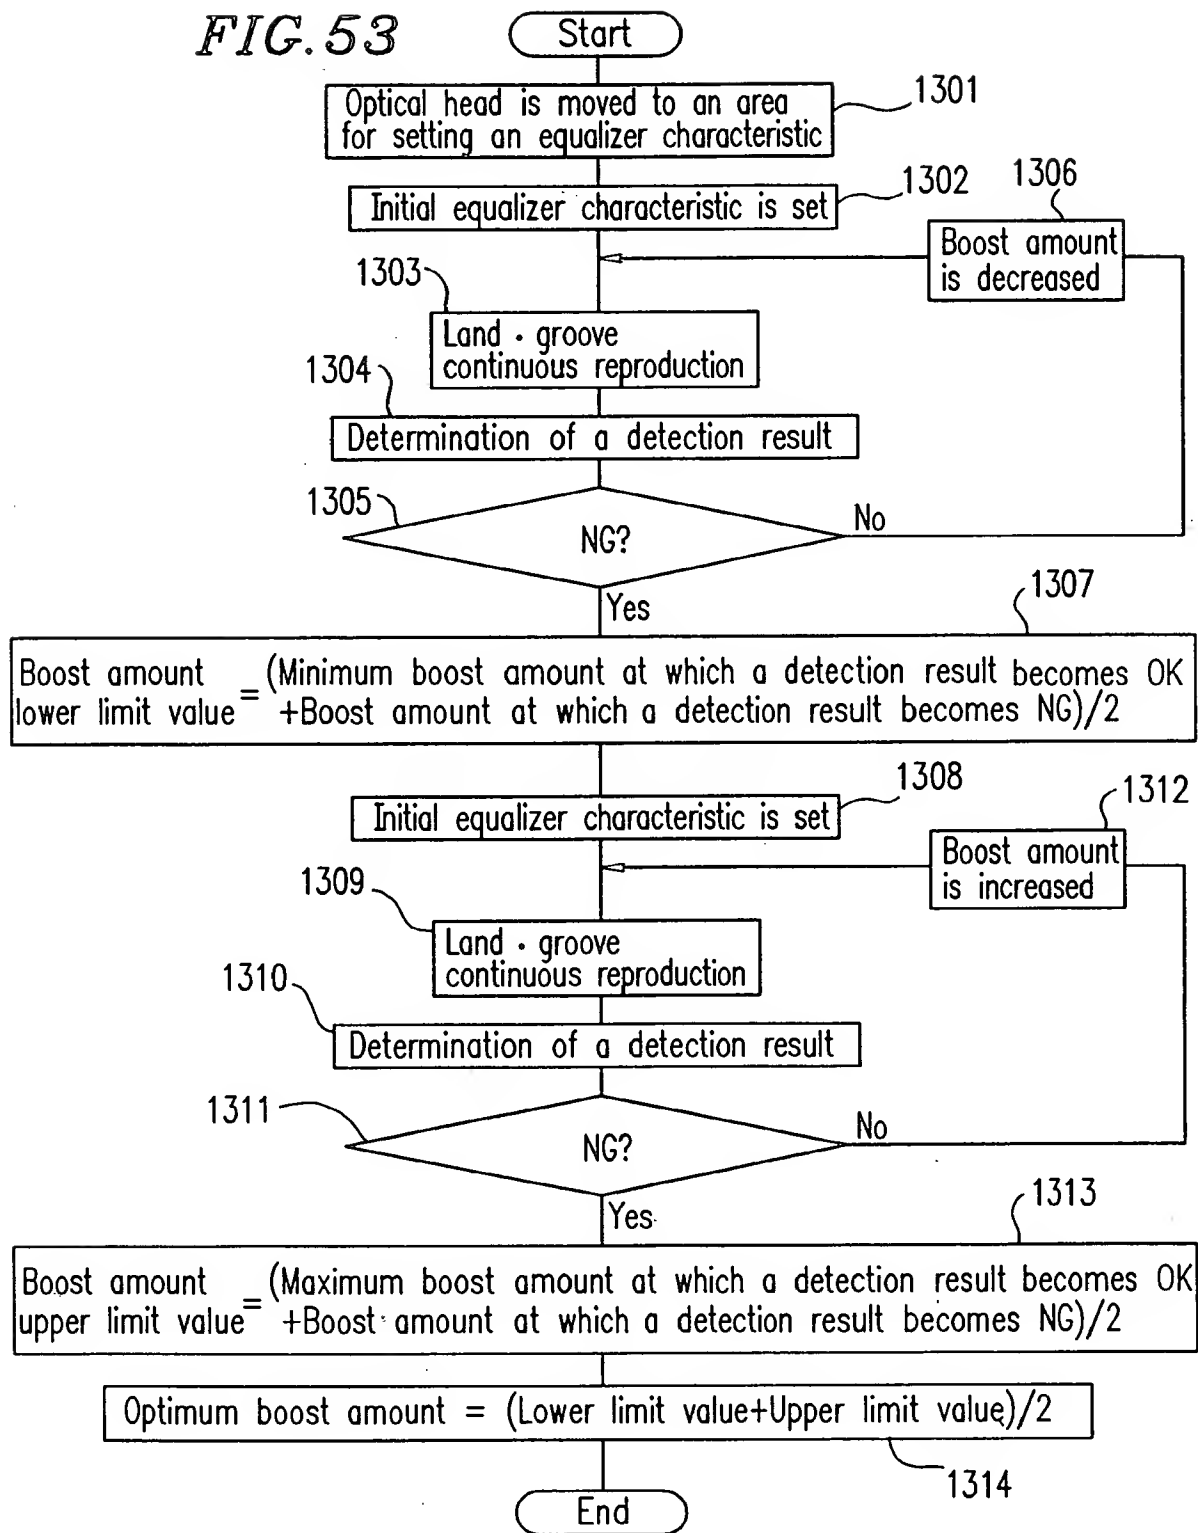 FIG. 53
Start
Optical head is moved to an area
for setting an equalizer characteristic
1301
Initial equalizer characteristic is set
1302
1306
Boost amount
is decreased
1303
Land · groove
continuous reproduction
1304
Determination of a detection result
1305
NG?
No
Yes
1307
Boost amount
lower limit value
=
(Minimum boost amount at which a detection result becomes OK
+Boost amount at which a detection result becomes NG)/2
1308
Initial equalizer characteristic is set
1312
Boost amount
is increased
1309
Land · groove
continuous reproduction
1310
Determination of a detection result
1311
NG?
No
Yes
1313
Boost amount
upper limit value
=
(Maximum boost amount at which a detection result becomes OK
+Boost amount at which a detection result becomes NG)/2
Optimum boost amount = (Lower limit value+Upper limit value)/2
1314
End